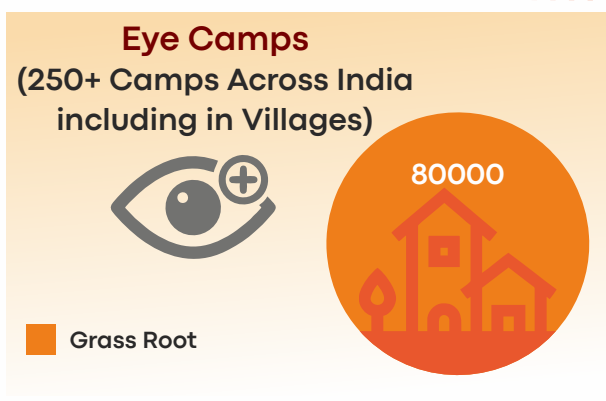 Eye Camps
(250+ Camps Across India
including in Villages)
80000
Grass Root